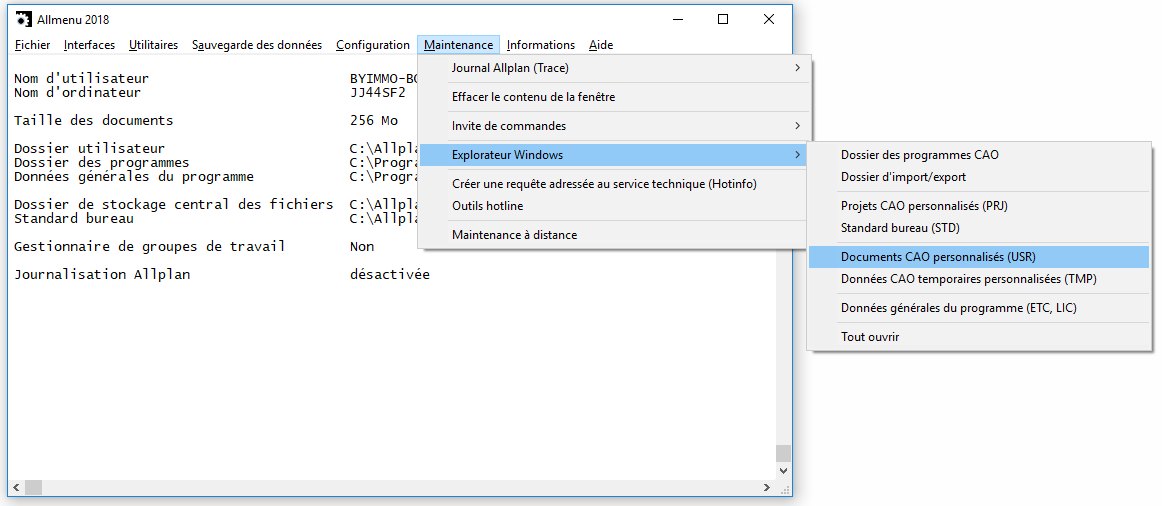 Allmenu 2018
Fichier Interfaces Utilitaires Sauvegarde des données Configuration Maintenance Informations Aide
Nom d'utilisateur BYIMMO-BC
Nom d'ordinateur JJ44SF2
Taille des documents 256 Mo
Dossier utilisateur C:\Allpla
Dossier des programmes C:\Progra
Données générales du programme C:\Progra
Dossier de stockage central des fichiers C:\Allpla
Standard bureau C:\Allpla
Gestionnaire de groupes de travail Non
Journalisation Allplan désactivée
Journal Allplan (Trace)
Effacer le contenu de la fenêtre
Invite de commandes
Explorateur Windows
Créer une requête adressée au service technique (Hotinfo)
Outils hotline
Maintenance à distance
Dossier des programmes CAO
Dossier d'import/export
Projets CAO personnalisés (PRJ)
Standard bureau (STD)
Documents CAO personnalisés (USR)
Données CAO temporaires personnalisées (TMP)
Données générales du programme (ETC, LIC)
Tout ouvrir